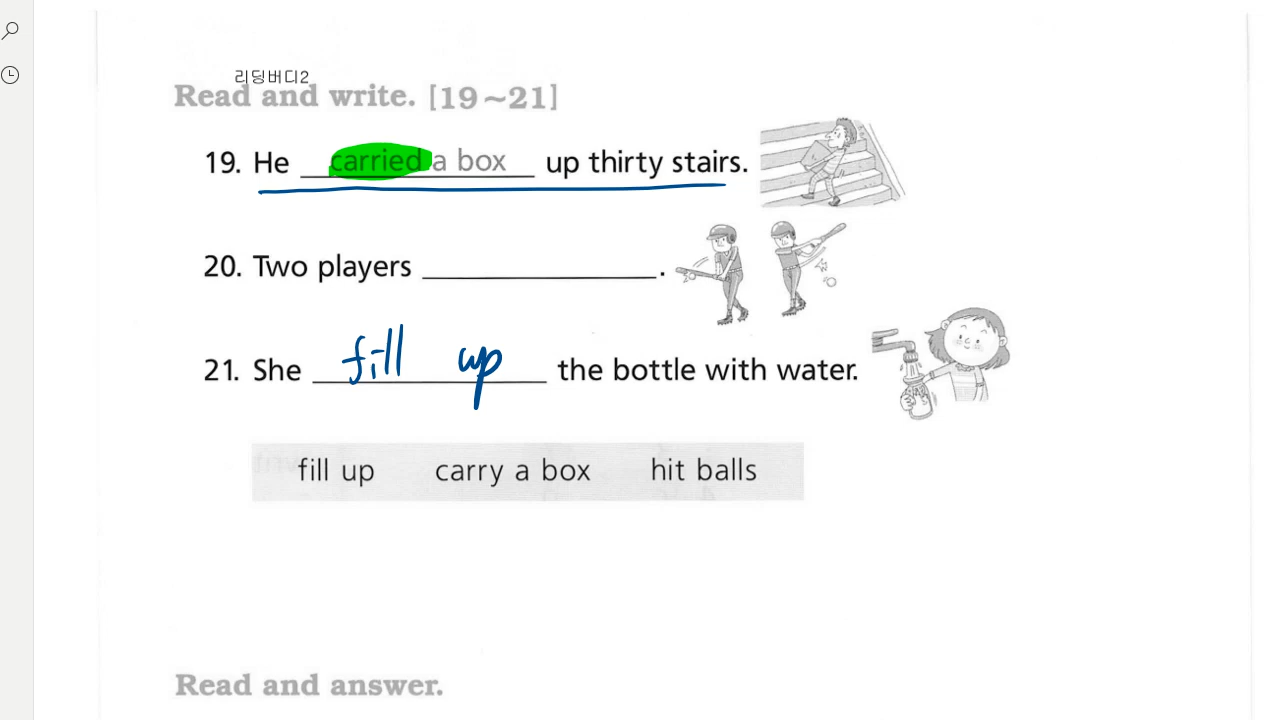 리딩버디2
Read and write. [19~21]
19. He carried a box up thirty stairs.
20. Two players ____________.
21. She fill up the bottle with water.
fill up carry a box hit balls
Read and answer.